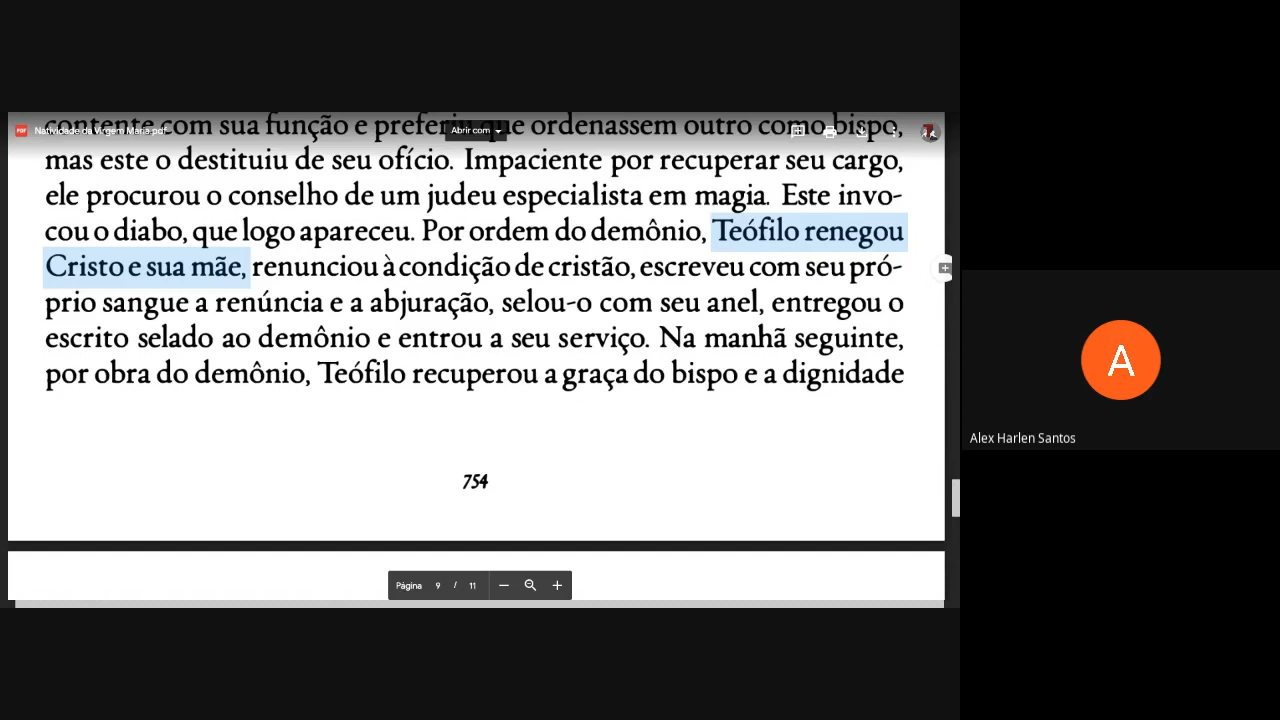 contente com sua função e preferiu que ordenassem outro como bispo,
Natividade da Virgem Maria.pdf
Abrir com
mas este o destituiu de seu ofício. Impaciente por recuperar seu cargo,
ele procurou o conselho de um judeu especialista em magia. Este invo-
cou o diabo, que logo apareceu. Por ordem do demônio, Teófilo renegou
Cristo e sua mãe, renunciou à condição de cristão, escreveu com seu pró-
prio sangue a renúncia e a abjuração, selou-o com seu anel, entregou o
escrito selado ao demônio e entrou a seu serviço. Na manhã seguinte,
por obra do demônio, Teófilo recuperou a graça do bispo e a dignidade
754
Página 9 / 11
A
Alex Harlen Santos